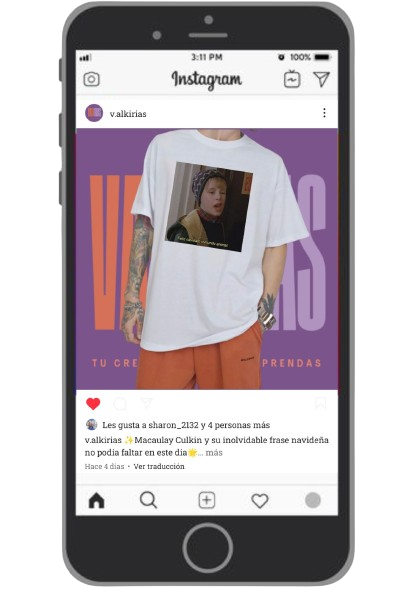 3:11 PM
100%
Instagram
v.alkirias
TU CRE
PRENDAS
Les gusta a sharon_2132 y 4 personas más
v.alkirias ✨Macaulay Culkin y su inolvidable frase navideña
no podía faltar en este día🌟... más
Hace 4 días • Ver traducción